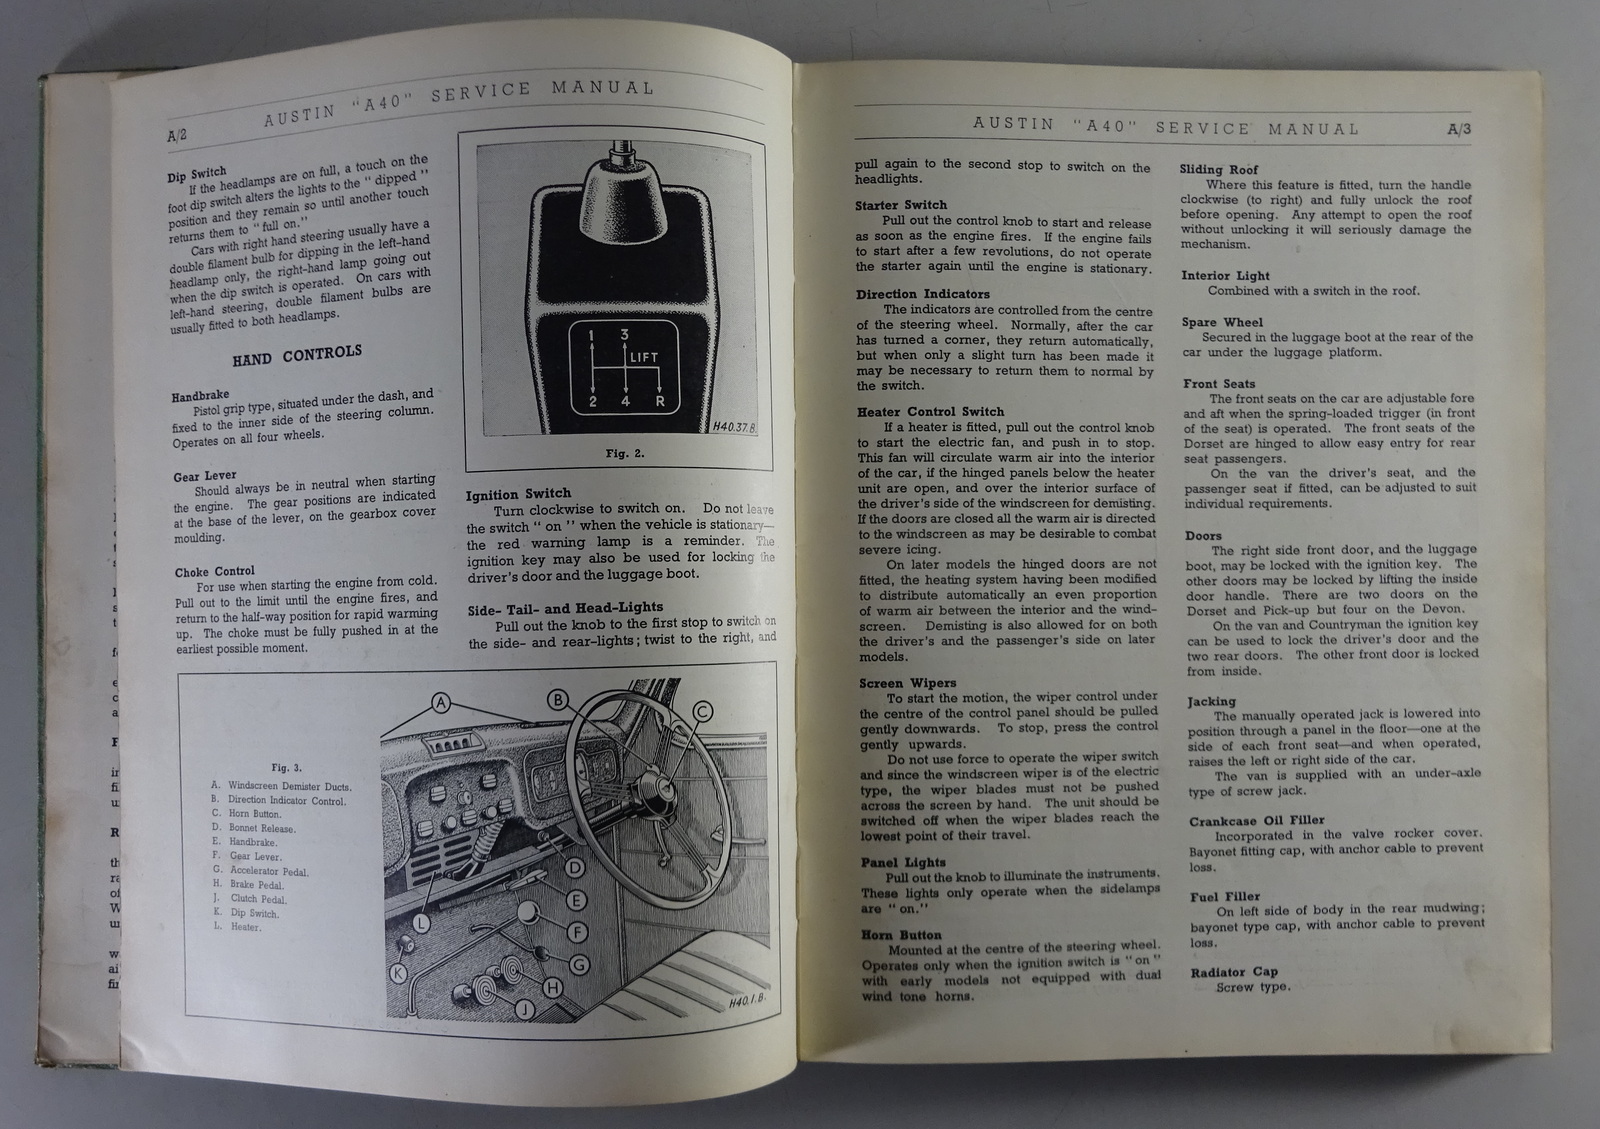 AUSTIN "A40" SERVICE MANUAL
A/2
Dip Switch
If the headlamps are on full, a touch on the
foot dip switch alters the lights to the " dipped "
position and they remain so until another touch
returns them to " full on."
Cars with right hand steering usually have a
double filament bulb for dipping in the left-hand
headlamp only, the right-hand lamp going out
when the dip switch is operated. On cars with
left-hand steering, double filament bulbs are
usually fitted to both headlamps.
HAND CONTROLS
Handbrake
Pistol grip type, situated under the dash, and
fixed to the inner side of the steering column.
Operates on all four wheels.
Gear Lever
Should always be in neutral when starting
the engine. The gear positions are indicated
at the base of the lever, on the gearbox cover
moulding.
Choke Control
For use when starting the engine from cold.
Pull out to the limit until the engine fires, and
return to the half-way position for rapid warming
up. The choke must be fully pushed in at the
earliest possible moment.
1 3
LIFT
2 4 R
H40.37.B.
Fig. 2.
Ignition Switch
Turn clockwise to switch on. Do not leave
the switch " on " when the vehicle is stationary—
the red warning lamp is a reminder. The
ignition key may also be used for locking the
driver's door and the luggage boot.
Side- Tail- and Head-Lights
Pull out the knob to the first stop to switch on
the side- and rear-lights; twist to the right, and
Fig. 3.
A. Windscreen Demister Ducts.
B. Direction Indicator Control.
C. Horn Button.
D. Bonnet Release.
E. Handbrake.
F. Gear Lever.
G. Accelerator Pedal.
H. Brake Pedal.
J. Clutch Pedal.
K. Dip Switch.
L. Heater.
A
B
C
D
E
F
G
H
J
K
L
H40.1.B.
AUSTIN "A40" SERVICE MANUAL
A/3
pull again to the second stop to switch on the
headlights.
Starter Switch
Pull out the control knob to start and release
as soon as the engine fires. If the engine fails
to start after a few revolutions, do not operate
the starter again until the engine is stationary.
Direction Indicators
The indicators are controlled from the centre
of the steering wheel. Normally, after the car
has turned a corner, they return automatically,
but when only a slight turn has been made it
may be necessary to return them to normal by
the switch.
Heater Control Switch
If a heater is fitted, pull out the control knob
to start the electric fan, and push in to stop.
This fan will circulate warm air into the interior
of the car, if the hinged panels below the heater
unit are open, and over the interior surface of
the driver's side of the windscreen for demisting.
If the doors are closed all the warm air is directed
to the windscreen as may be desirable to combat
severe icing.
On later models the hinged doors are not
fitted, the heating system having been modified
to distribute automatically an even proportion
of warm air between the interior and the wind-
screen. Demisting is also allowed for on both
the driver's and the passenger's side on later
models.
Screen Wipers
To start the motion, the wiper control under
the centre of the control panel should be pulled
gently downwards. To stop, press the control
gently upwards.
Do not use force to operate the wiper switch
and since the windscreen wiper is of the electric
type, the wiper blades must not be pushed
across the screen by hand. The unit should be
switched off when the wiper blades reach the
lowest point of their travel.
Panel Lights
Pull out the knob to illuminate the instruments.
These lights only operate when the sidelamps
are " on."
Horn Button
Mounted at the centre of the steering wheel.
Operates only when the ignition switch is " on "
with early models not equipped with dual
wind tone horns.
Sliding Roof
Where this feature is fitted, turn the handle
clockwise (to right) and fully unlock the roof
before opening. Any attempt to open the roof
without unlocking it will seriously damage the
mechanism.
Interior Light
Combined with a switch in the roof.
Spare Wheel
Secured in the luggage boot at the rear of the
car under the luggage platform.
Front Seats
The front seats on the car are adjustable fore
and aft when the spring-loaded trigger (in front
of the seat) is operated. The front seats of the
Dorset are hinged to allow easy entry for rear
seat passengers.
On the van the driver's seat, and the
passenger seat if fitted, can be adjusted to suit
individual requirements.
Doors
The right side front door, and the luggage
boot, may be locked with the ignition key. The
other doors may be locked by lifting the inside
door handle. There are two doors on the
Dorset and Pick-up but four on the Devon.
On the van and Countryman the ignition key
can be used to lock the driver's door and the
two rear doors. The other front door is locked
from inside.
Jacking
The manually operated jack is lowered into
position through a panel in the floor—one at the
side of each front seat—and when operated,
raises the left or right side of the car.
The van is supplied with an under-axle
type of screw jack.
Crankcase Oil Filler
Incorporated in the valve rocker cover.
Bayonet fitting cap, with anchor cable to prevent
loss.
Fuel Filler
On left side of body in the rear mudwing;
bayonet type cap, with anchor cable to prevent
loss.
Radiator Cap
Screw type.